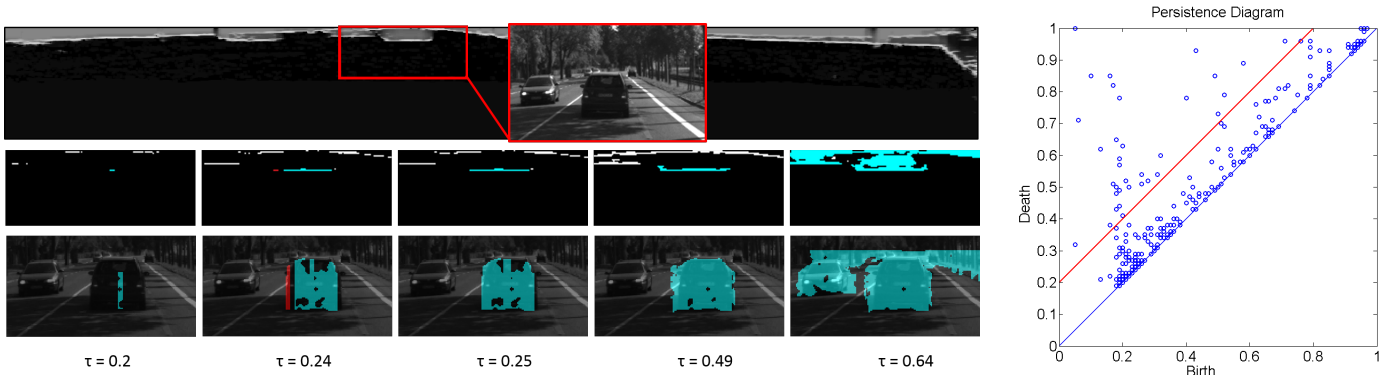 τ = 0.2
τ = 0.24
τ = 0.25
τ = 0.49
τ = 0.64
Persistence Diagram
Death
1
0.9
0.8
0.7
0.6
0.5
0.4
0.3
0.2
0.1
0
0
0.2
0.4
0.6
0.8
1
Birth